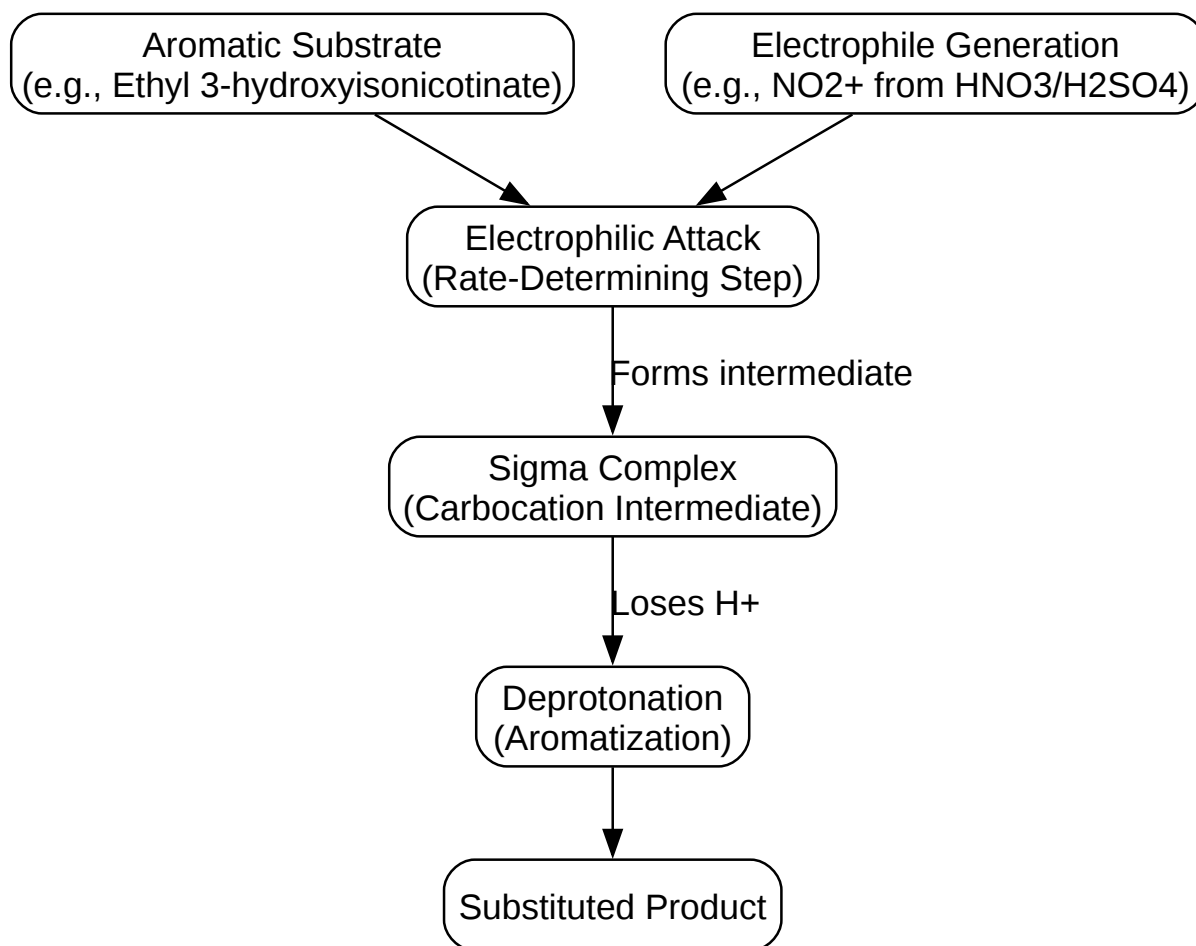 Aromatic Substrate
(e.g., Ethyl 3-hydroxyisonicotinate)
Electrophile Generation
(e.g., NO2+ from HNO3/H2SO4)
Electrophilic Attack
(Rate-Determining Step)
Forms intermediate
Sigma Complex
(Carbocation Intermediate)
Loses H+
Deprotonation
(Aromatization)
Substituted Product